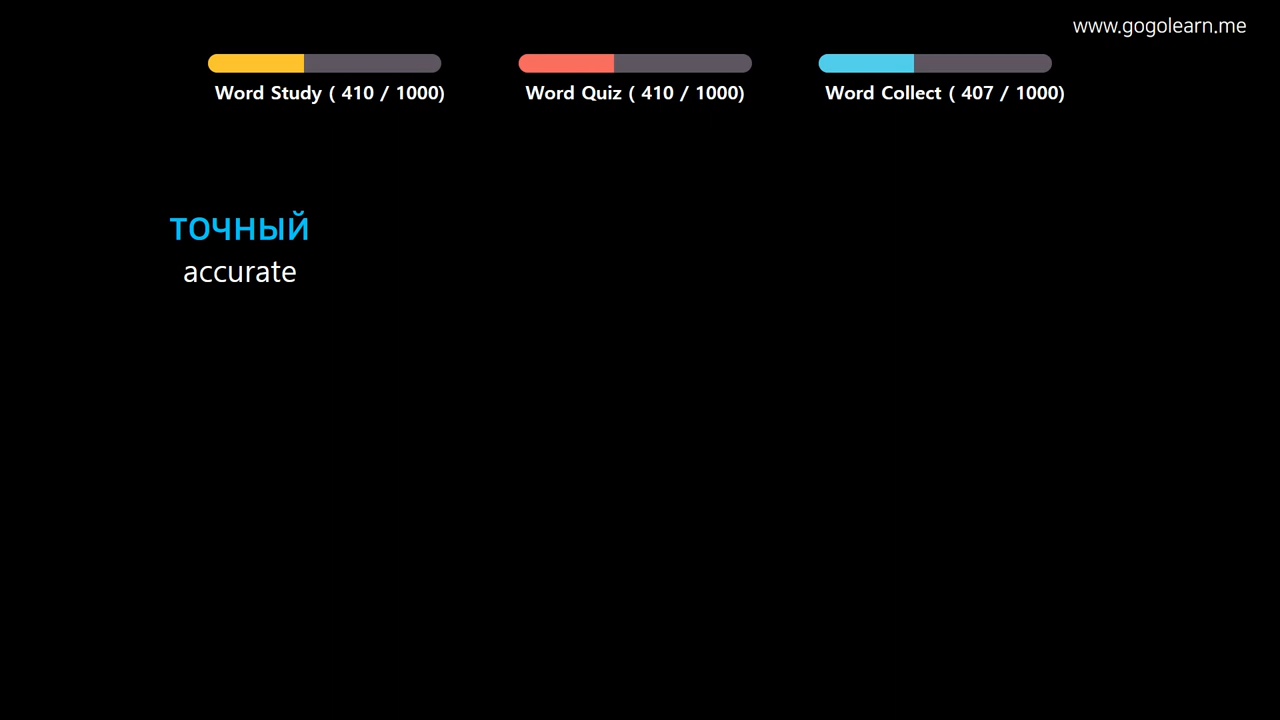 www.gogolearn.me
Word Study ( 410 / 1000)
Word Quiz ( 410 / 1000)
Word Collect ( 407 / 1000)
точный
accurate